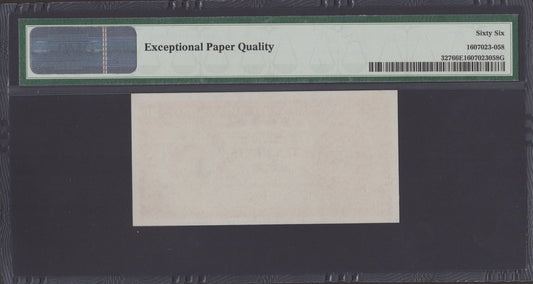 Exceptional Paper Quality
Sixty Six
1607023-058
32766E1607023058G